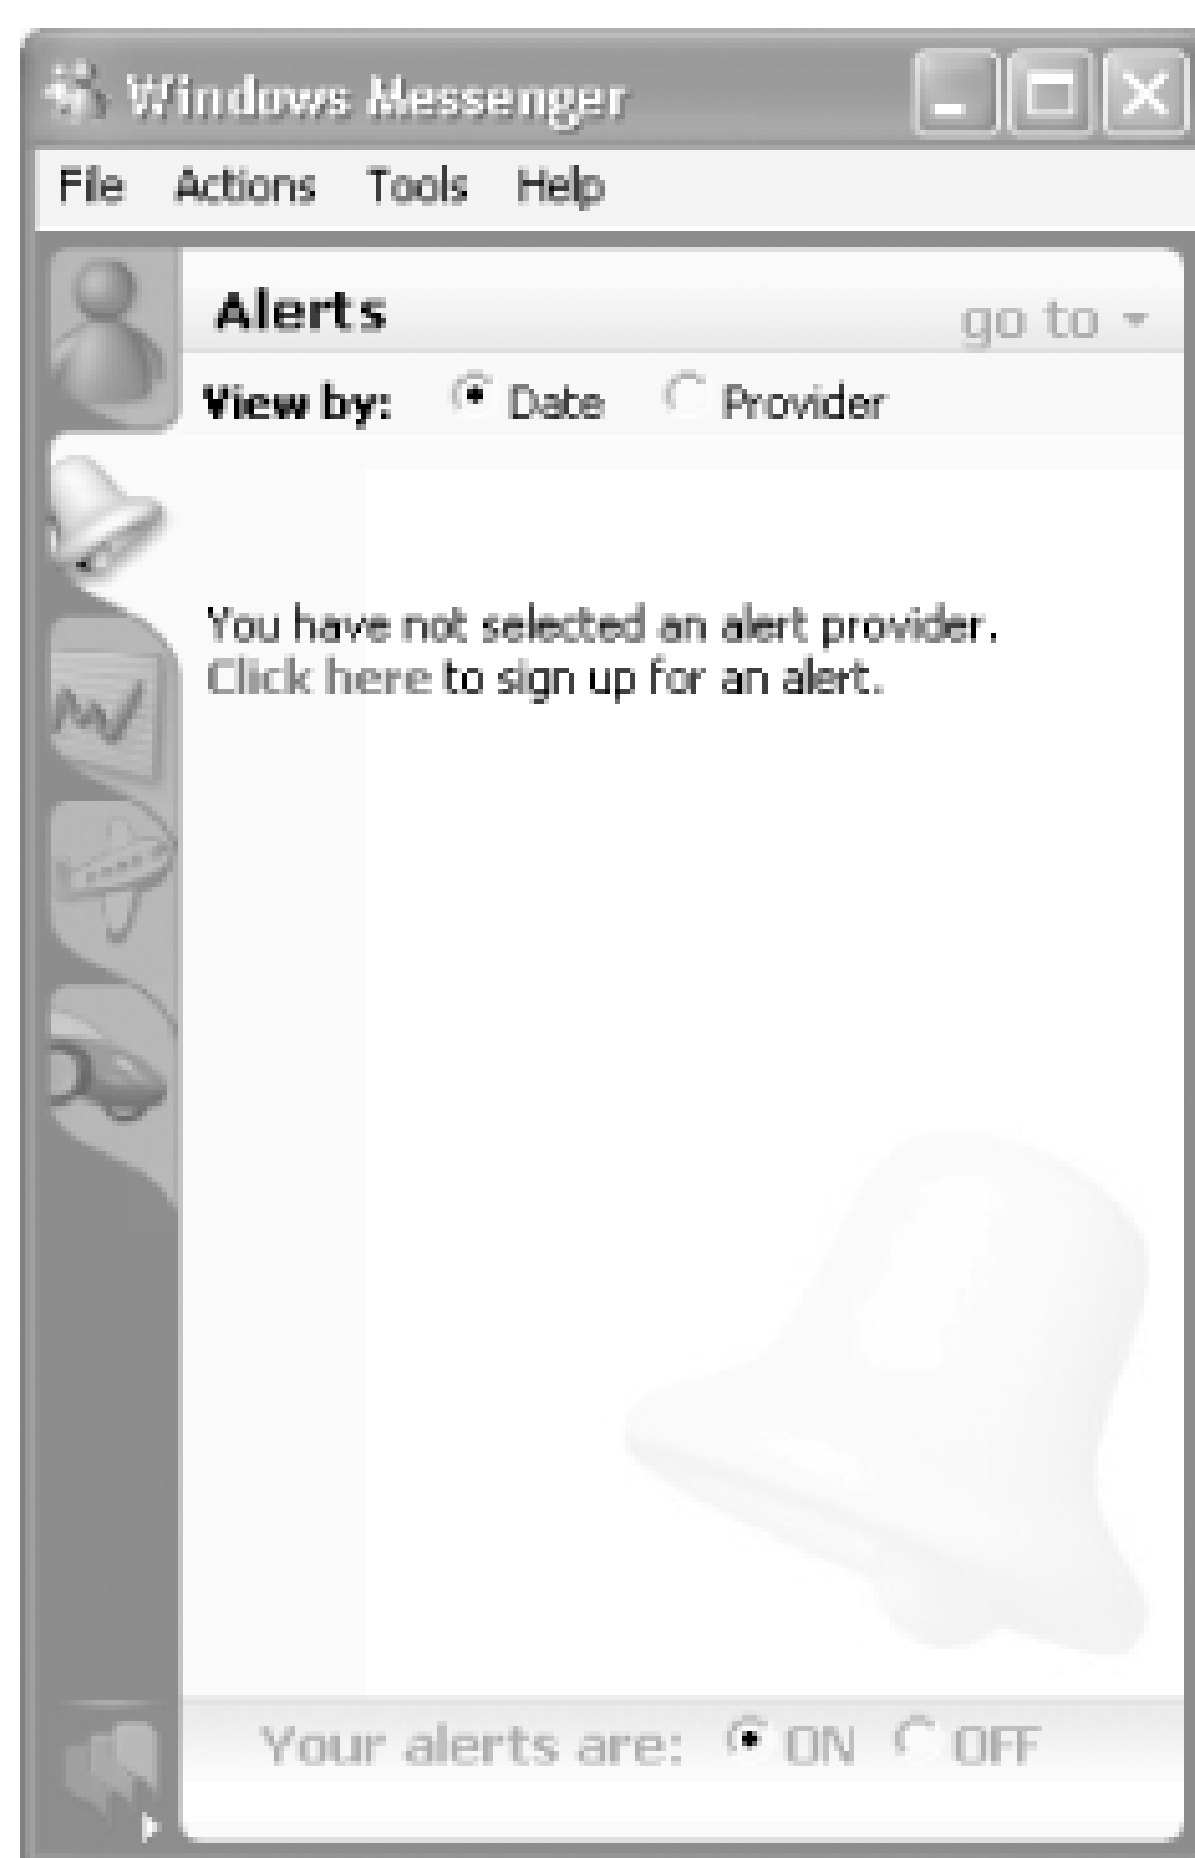 Windows Messenger
File Actions Tools Help
Alerts
go to
View by: Date Provider
You have not selected an alert provider.
Click here to sign up for an alert.
Your alerts are: ON OFF